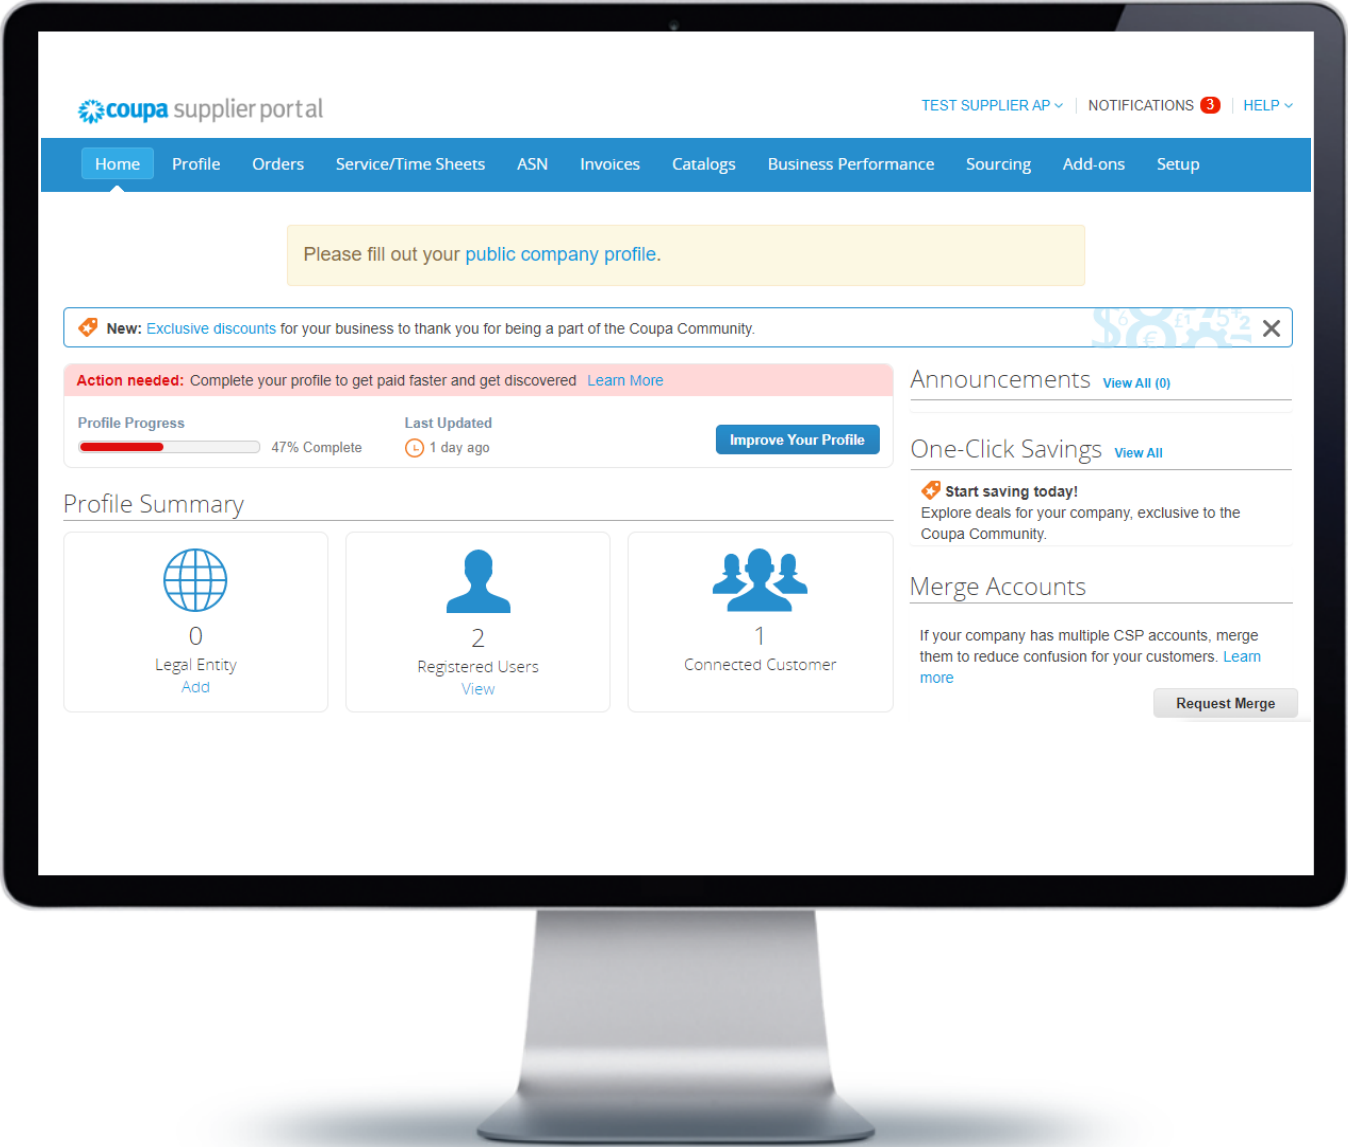 coupa supplier portal
TEST SUPPLIER AP
NOTIFICATIONS 3
HELP
Home
Profile
Orders
Service/Time Sheets
ASN
Invoices
Catalogs
Business Performance
Sourcing
Add-ons
Setup
Please fill out your public company profile.
New: Exclusive discounts for your business to thank you for being a part of the Coupa Community.
$ 6 € £1 5 + 2
Action needed: Complete your profile to get paid faster and get discovered Learn More
Profile Progress
47% Complete
Last Updated
1 day ago
Improve Your Profile
Profile Summary
0
Legal Entity
Add
2
Registered Users
View
1
Connected Customer
Announcements View All (0)
One-Click Savings View All
Start saving today!
Explore deals for your company, exclusive to the
Coupa Community.
Merge Accounts
If your company has multiple CSP accounts, merge
them to reduce confusion for your customers. Learn
more
Request Merge